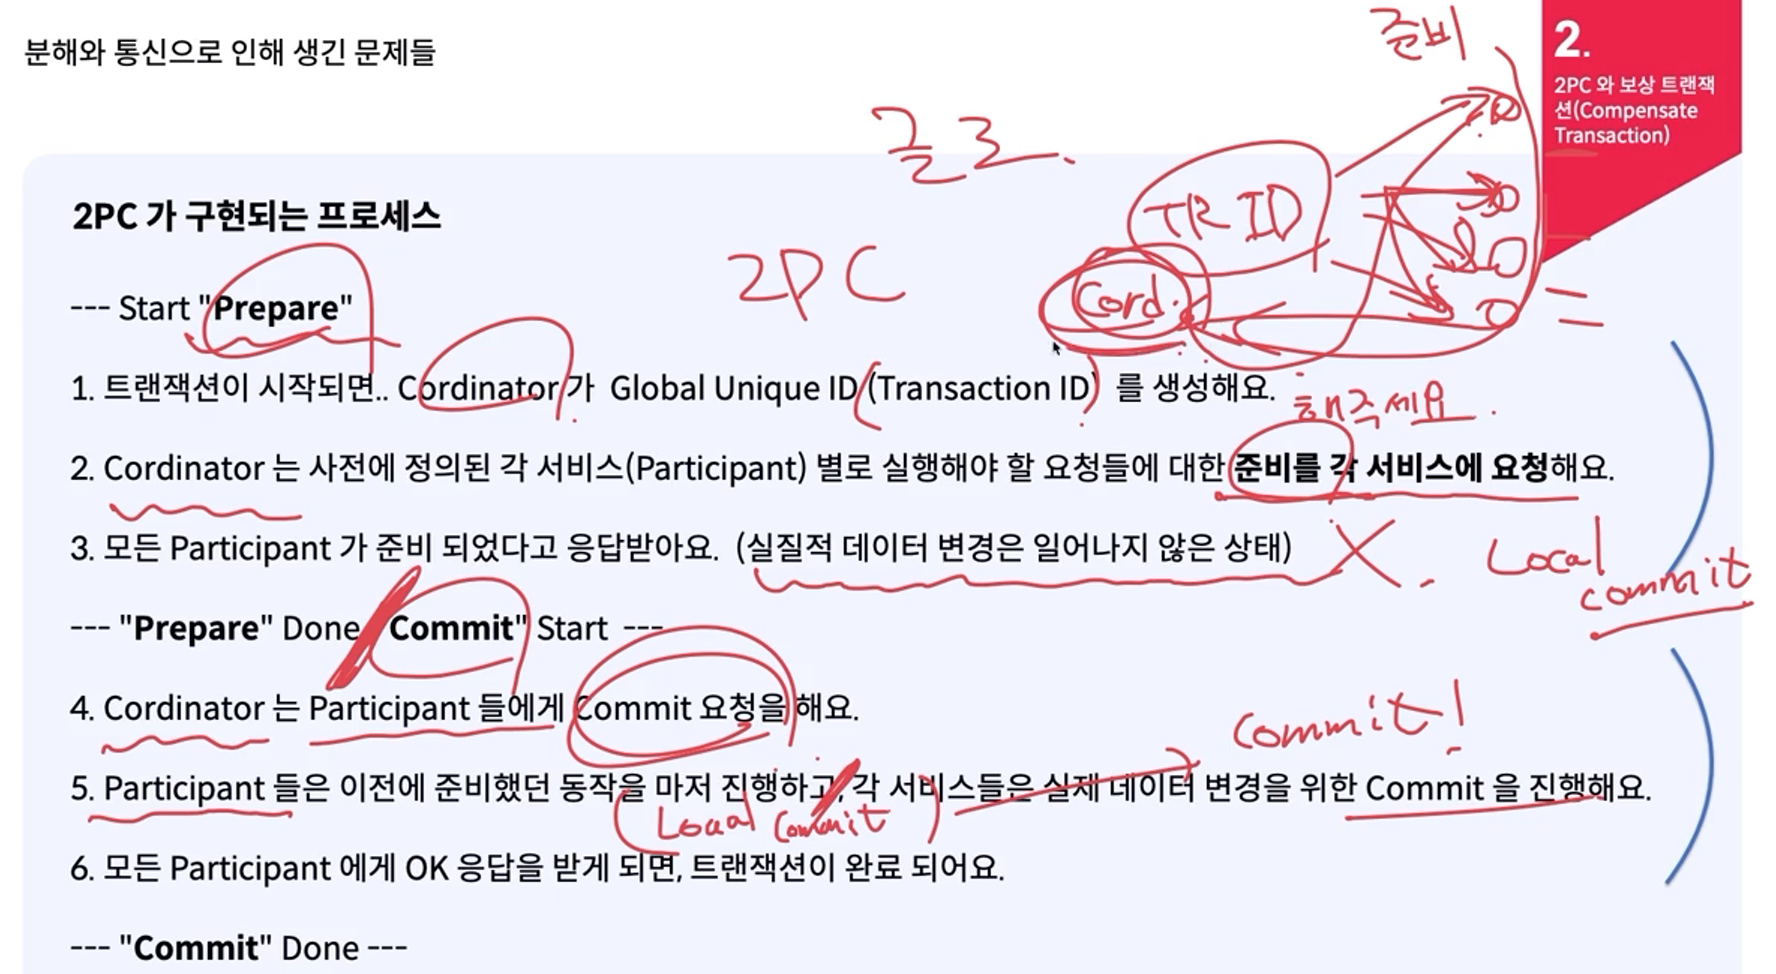 분해와 통신으로 인해 생긴 문제들
준비
2.
2PC 와 보상 트랜잭
션(Compensate
Transaction)
글로.
TR ID
2PC 가 구현되는 프로세스
2PC
Cord.
--- Start "Prepare"
1. 트랜잭션이 시작되면.. Cordinator 가 Global Unique ID (Transaction ID) 를 생성해요.
해주세요.
2. Cordinator 는 사전에 정의된 각 서비스(Participant) 별로 실행해야 할 요청들에 대한 준비를 각 서비스에 요청해요.
3. 모든 Participant 가 준비 되었다고 응답받아요. (실질적 데이터 변경은 일어나지 않은 상태) X.
Local
commit
--- "Prepare" Done "Commit" Start ---
4. Cordinator 는 Participant 들에게 Commit 요청을 해요.
Commit!
5. Participant 들은 이전에 준비했던 동작을 마저 진행하고, 각 서비스들은 실제 데이터 변경을 위한 Commit 을 진행해요.
(Local commit)
6. 모든 Participant 에게 OK 응답을 받게 되면, 트랜잭션이 완료 되어요.
--- "Commit" Done ---